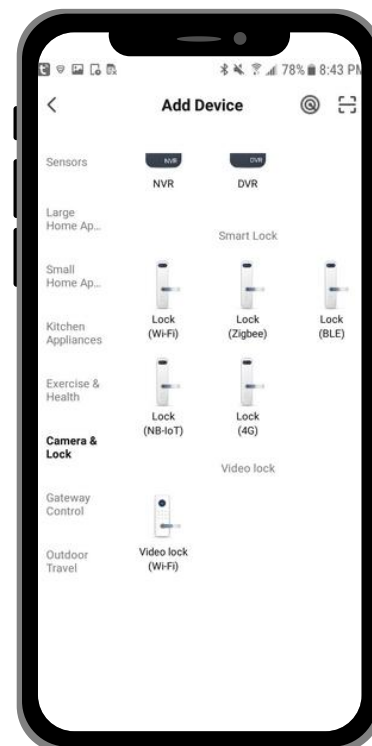 78% 8:43 PM
Add Device
Sensors
NVR
DVR
NVR
DVR
Large
Home Ap...
Smart Lock
Small
Home Ap...
Lock
(Wi-Fi)
Lock
(Zigbee)
Lock
(BLE)
Kitchen
Appliances
Exercise &
Health
Lock
(NB-IoT)
Lock
(4G)
Camera &
Lock
Video lock
Gateway
Control
Video lock
(Wi-Fi)
Outdoor
Travel